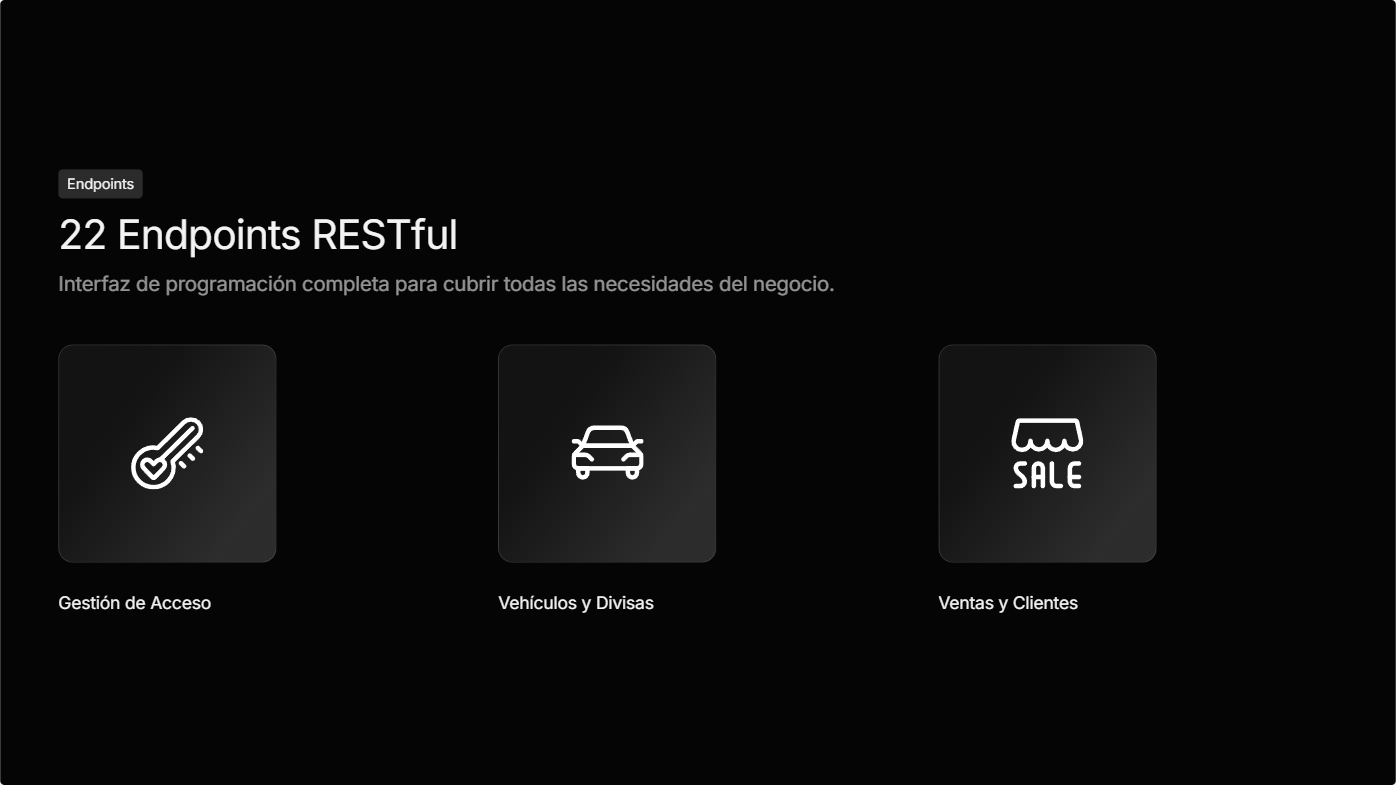 Endpoints
22 Endpoints RESTful
Interfaz de programación completa para cubrir todas las necesidades del negocio.
SALE
Gestión de Acceso
Vehículos y Divisas
Ventas y Clientes